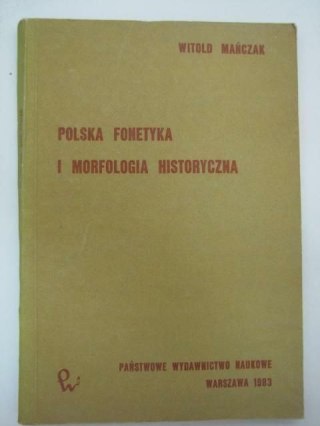 WITOLD MAŃCZAK
POLSKA FONETYKA
I MORFOLOGIA HISTORYCZNA
PAŃSTWOWE WYDAWNICTWO NAUKOWE
WARSZAWA 1983